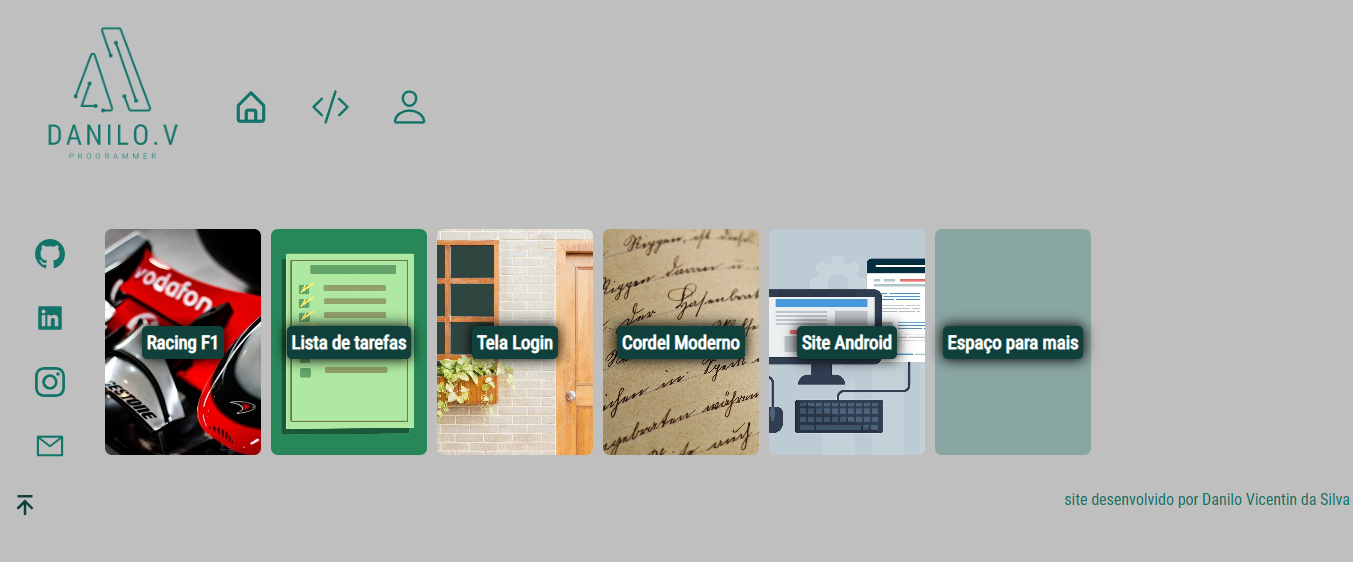 DANILO.V
PROGRAMMER
vodafon
Racing F1
Lista de tarefas
Tela Login
Cordel Moderno
Site Android
Espaço para mais
site desenvolvido por Danilo Vicentin da Silva